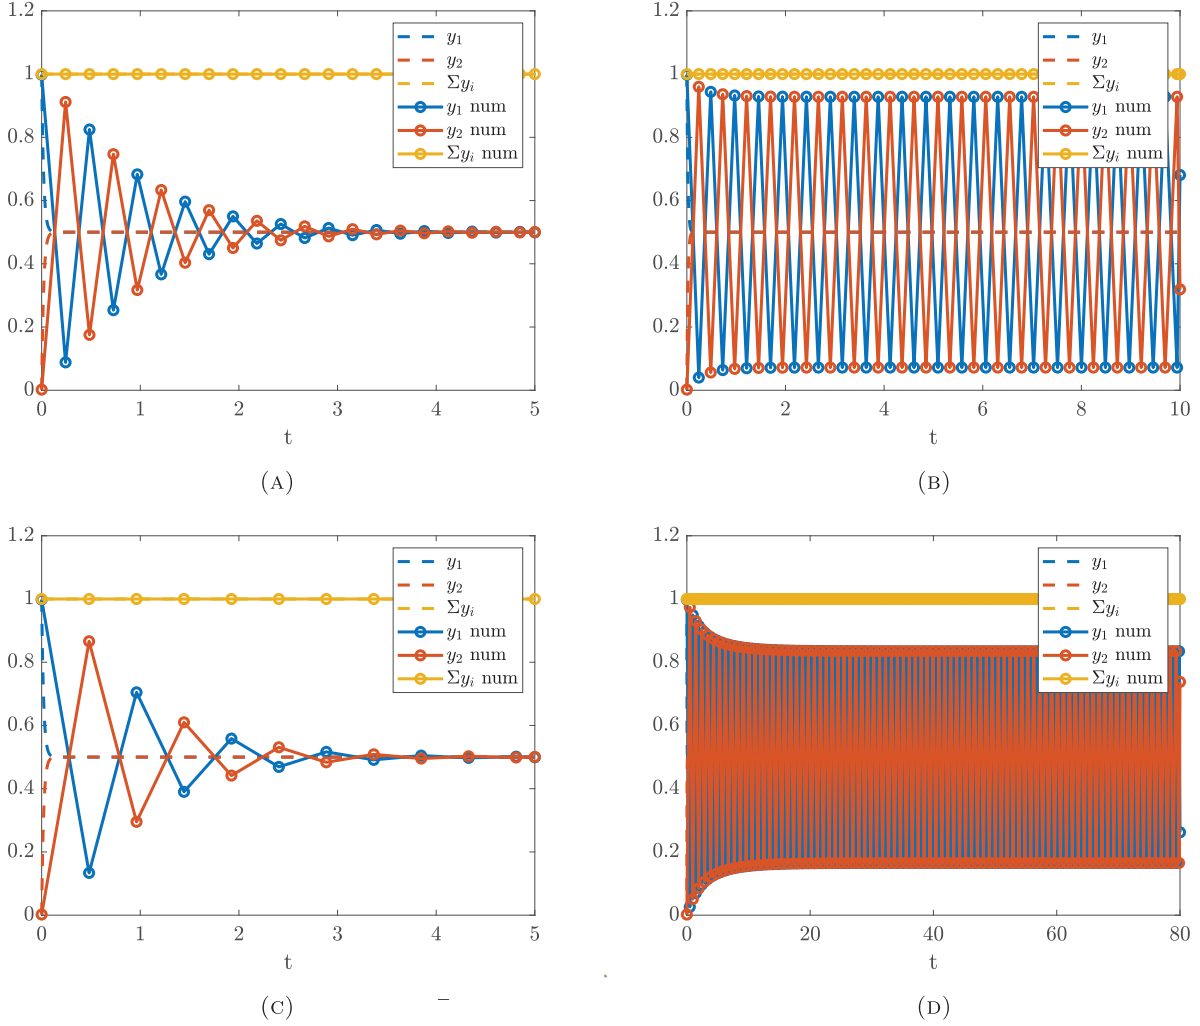 1.2
1
0.8
0.6
0.4
0.2
0
0 1 2 3 4 5
t
y1
y2
Σyi
y1 num
y2 num
Σyi num
(A)
1.2
1
0.8
0.6
0.4
0.2
0
0 2 4 6 8 10
t
y1
y2
Σyi
y1 num
y2 num
Σyi num
(B)
1.2
1
0.8
0.6
0.4
0.2
0
0 1 2 3 4 5
t
y1
y2
Σyi
y1 num
y2 num
Σyi num
(C)
1.2
1
0.8
0.6
0.4
0.2
0
0 20 40 60 80
t
y1
y2
Σyi
y1 num
y2 num
Σyi num
(D)